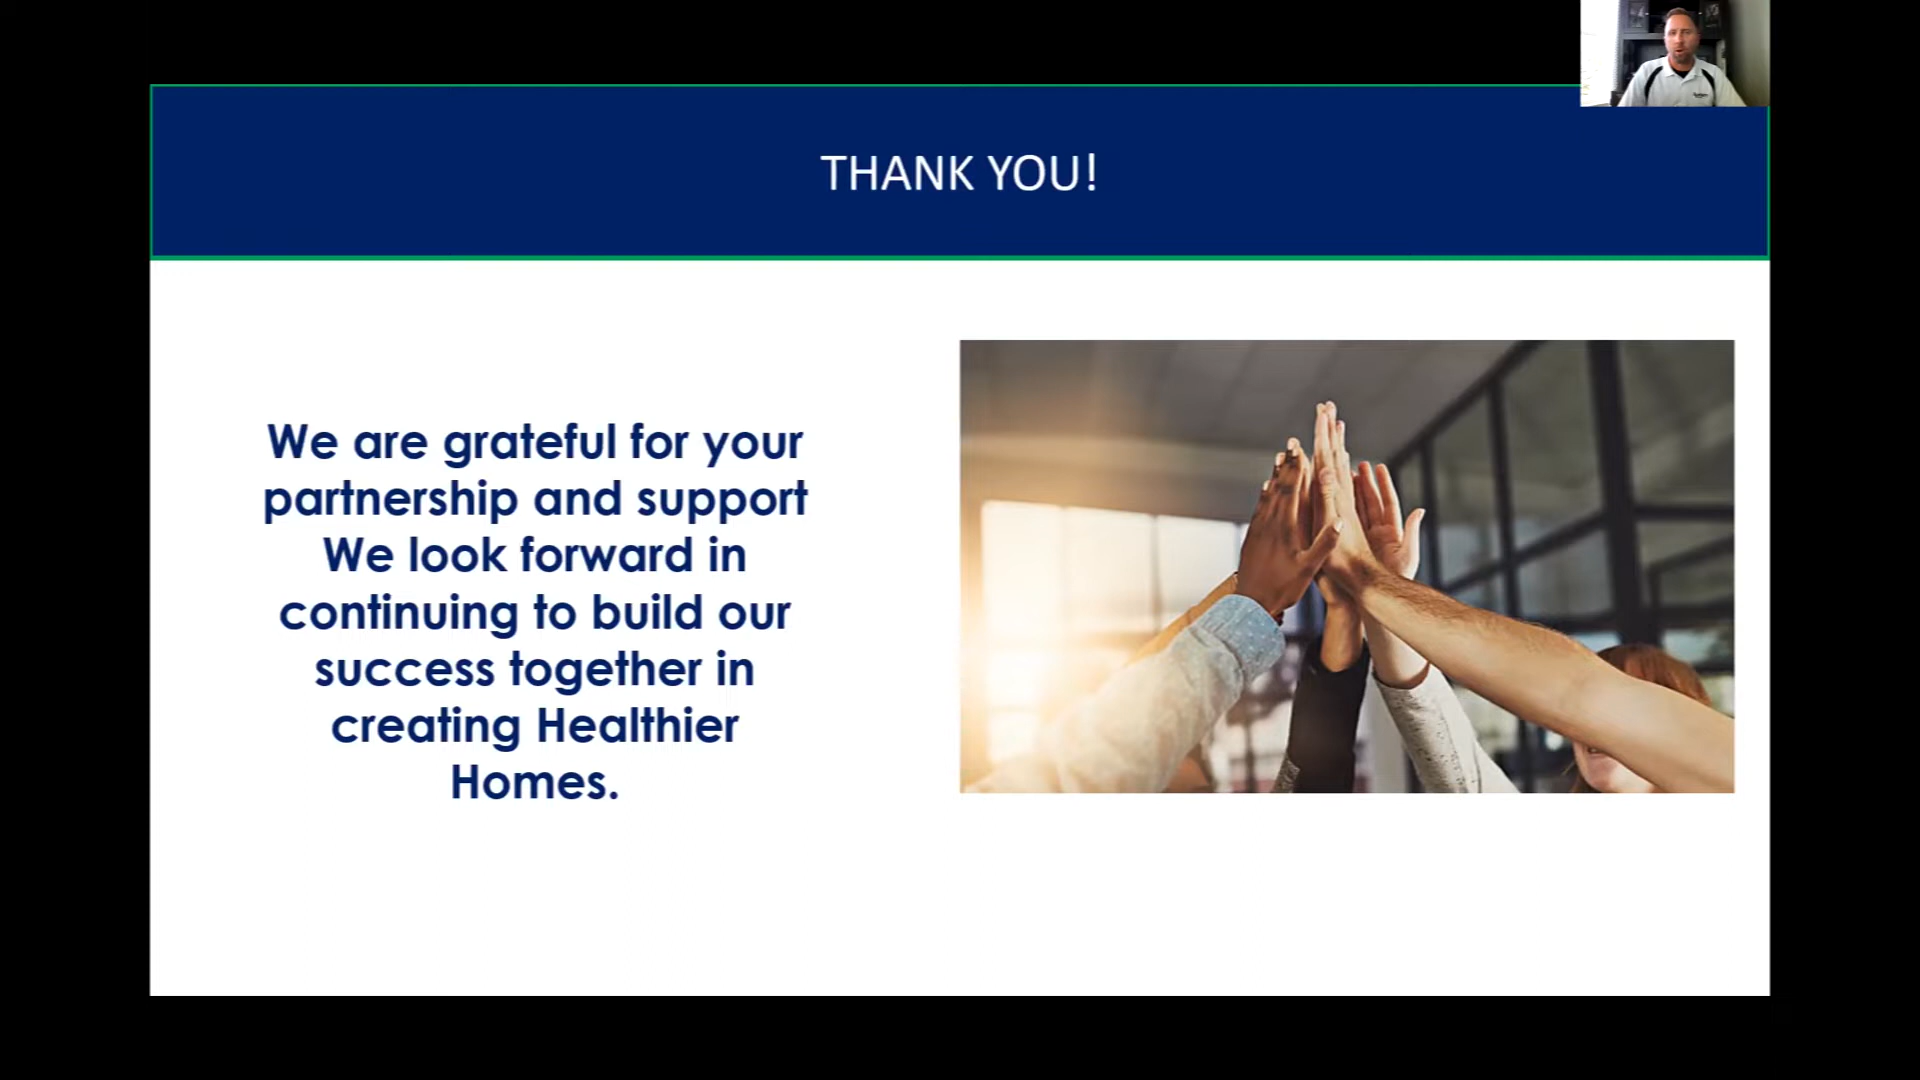 THANK YOU!
We are grateful for your
partnership and support
We look forward in
continuing to build our
success together in
creating Healthier
Homes.